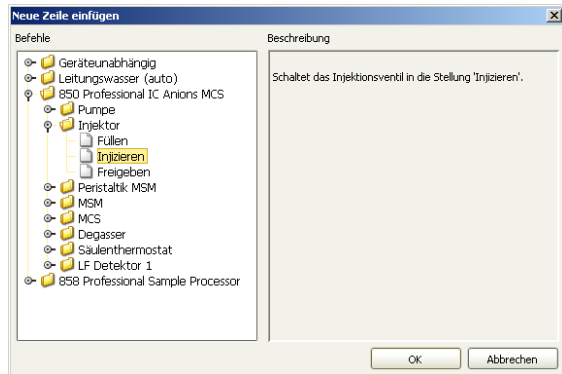 Neue Zeile einfügen
Befehle
Beschreibung
Geräteunabhängig
Leitungswasser (auto)
850 Professional IC Anions MCS
Pumpe
Injektor
Füllen
Injizieren
Freigeben
Peristaltik MSM
MSM
MCS
Degasser
Säulenthermostat
LF Detektor 1
858 Professional Sample Processor
Schaltet das Injektionsventil in die Stellung 'Injizieren'.
OK
Abbrechen